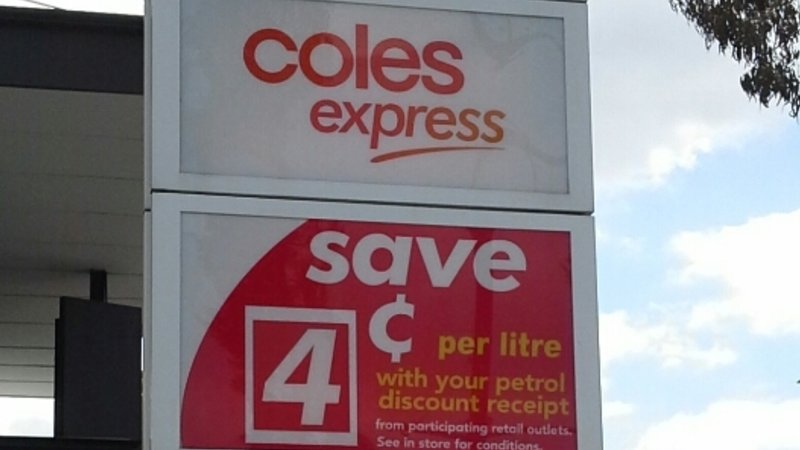 coles
express
save
4 ¢ per litre
with your petrol
discount receipt
from participating retail outlets.
See in store for conditions.